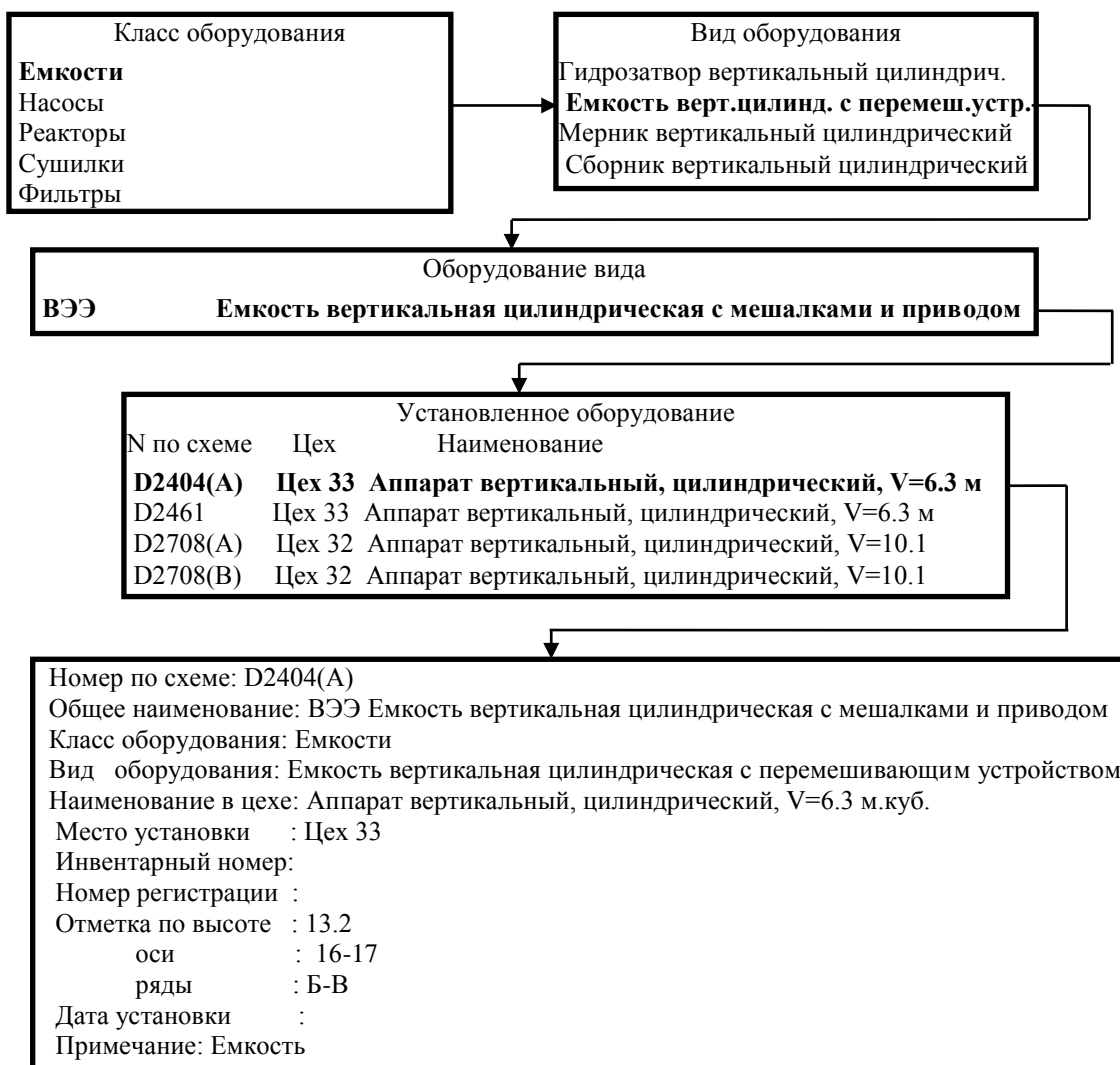 Класс оборудования
Емкости
Насосы
Реакторы
Сушилки
Фильтры
Вид оборудования
Гидрозатвор вертикальный цилиндрич.
Емкость верт.цилинд. с перемеш.устр.
Мерник вертикальный цилиндрический
Сборник вертикальный цилиндрический
Оборудование вида
ВЭЭ Емкость вертикальная цилиндрическая с мешалками и приводом
Установленное оборудование
N по схеме Цех Наименование
D2404(A) Цех 33 Аппарат вертикальный, цилиндрический, V=6.3 м
D2461 Цех 33 Аппарат вертикальный, цилиндрический, V=6.3 м
D2708(A) Цех 32 Аппарат вертикальный, цилиндрический, V=10.1
D2708(B) Цех 32 Аппарат вертикальный, цилиндрический, V=10.1
Номер по схеме: D2404(A)
Общее наименование: ВЭЭ Емкость вертикальная цилиндрическая с мешалками и приводом
Класс оборудования: Емкости
Вид оборудования: Емкость вертикальная цилиндрическая с перемешивающим устройством
Наименование в цехе: Аппарат вертикальный, цилиндрический, V=6.3 м.куб.
Место установки : Цех 33
Инвентарный номер:
Номер регистрации :
Отметка по высоте : 13.2
оси : 16-17
ряды : Б-В
Дата установки :
Примечание: Емкость